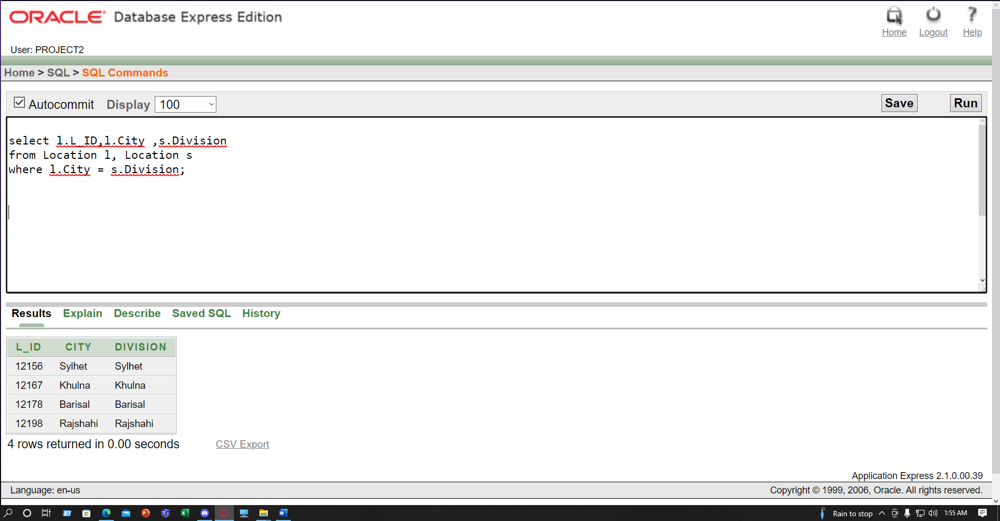 ORACLE Database Express Edition
Home Logout Help
User: PROJECT2
Home > SQL > SQL Commands
Autocommit Display 100 Save Run
select l.L_ID,l.City ,s.Division
from Location l, Location s
where l.City = s.Division;
Results Explain Describe Saved SQL History
L_ID CITY DIVISION
12156 Sylhet Sylhet
12167 Khulna Khulna
12178 Barisal Barisal
12198 Rajshahi Rajshahi
4 rows returned in 0.00 seconds CSV Export
Application Express 2.1.0.00.39
Language: en-us Copyright © 1999, 2006, Oracle. All rights reserved.
Rain to stop 1:55 AM